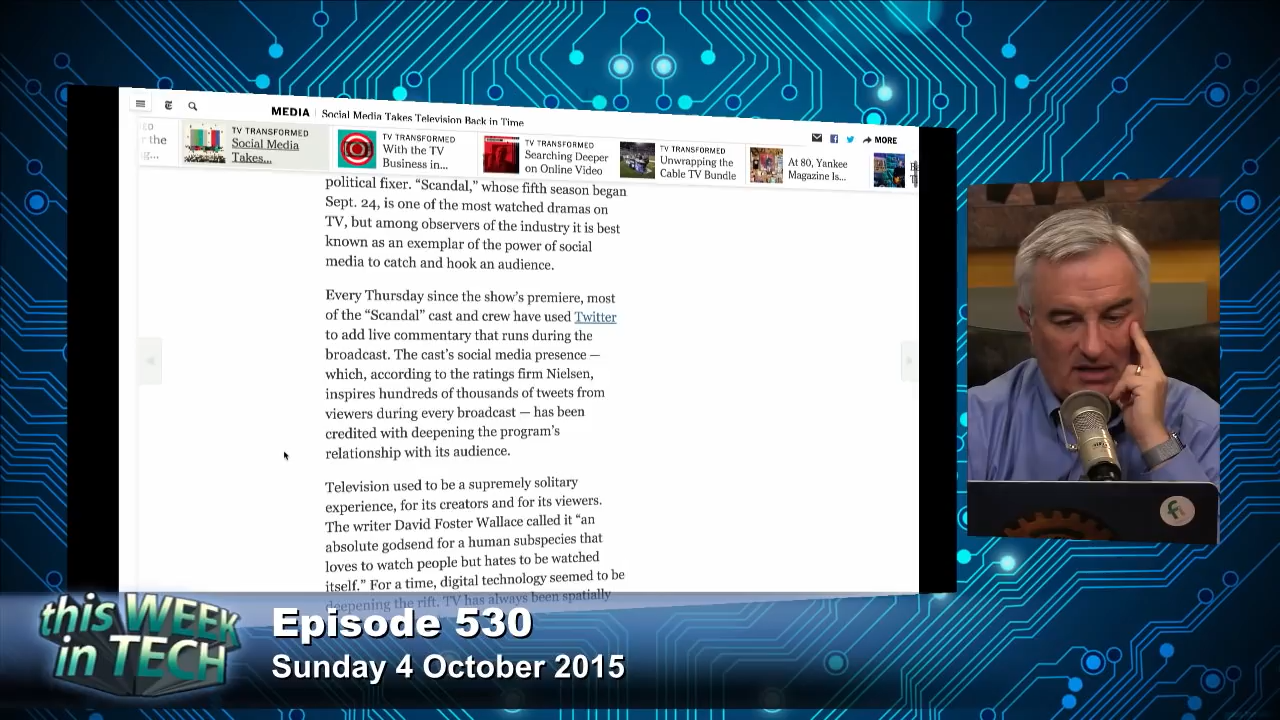 MEDIA | Social Media Takes Television Back in Time
MORE
the
TV TRANSFORMED
Social Media
Takes...
TV TRANSFORMED
With the TV
Business in...
TV TRANSFORMED
Searching Deeper
on Online Video
TV TRANSFORMED
Unwrapping the
Cable TV Bundle
At 80, Yankee
Magazine Is...
political fixer. “Scandal,” whose fifth season began
Sept. 24, is one of the most watched dramas on
TV, but among observers of the industry it is best
known as an exemplar of the power of social
media to catch and hook an audience.
Every Thursday since the show’s premiere, most
of the “Scandal” cast and crew have used Twitter
to add live commentary that runs during the
broadcast. The cast’s social media presence —
which, according to the ratings firm Nielsen,
inspires hundreds of thousands of tweets from
viewers during every broadcast — has been
credited with deepening the program’s
relationship with its audience.
Television used to be a supremely solitary
experience, for its creators and for its viewers.
The writer David Foster Wallace called it “an
absolute godsend for a human subspecies that
loves to watch people but hates to be watched
itself.” For a time, digital technology seemed to be
deepening the rift. TV has always been spatially
this WEEK
in TECH
Episode 530
Sunday 4 October 2015